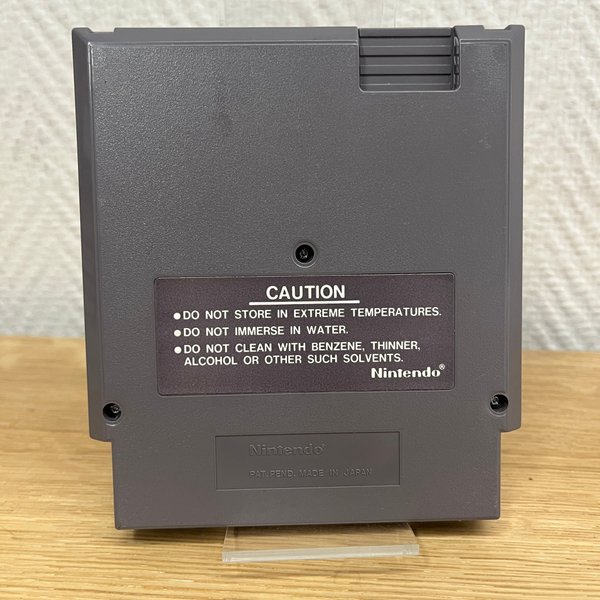 CAUTION
●DO NOT STORE IN EXTREME TEMPERATURES.
●DO NOT IMMERSE IN WATER.
●DO NOT CLEAN WITH BENZENE, THINNER,
ALCOHOL OR OTHER SUCH SOLVENTS.
Nintendo®
Nintendo
PAT. PEND. MADE IN JAPAN